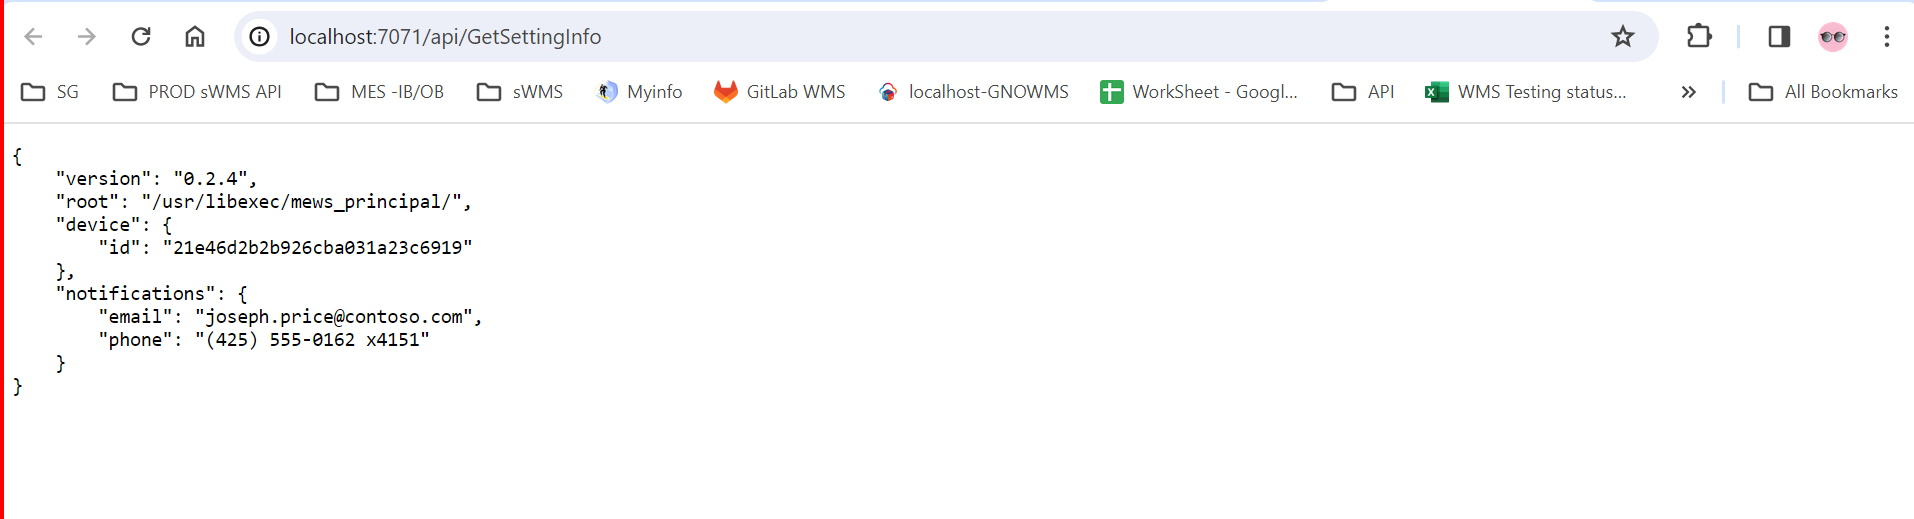 localhost:7071/api/GetSettingInfo
SG PROD sWMS API MES -IB/OB sWMS Myinfo GitLab WMS localhost-GNOWMS WorkSheet - Googl... API WMS Testing status... » All Bookmarks
{
    "version": "0.2.4",
    "root": "/usr/libexec/mews_principal/",
    "device": {
        "id": "21e46d2b2b926cba031a23c6919"
    },
    "notifications": {
        "email": "joseph.price@contoso.com",
        "phone": "(425) 555-0162 x4151"
    }
}